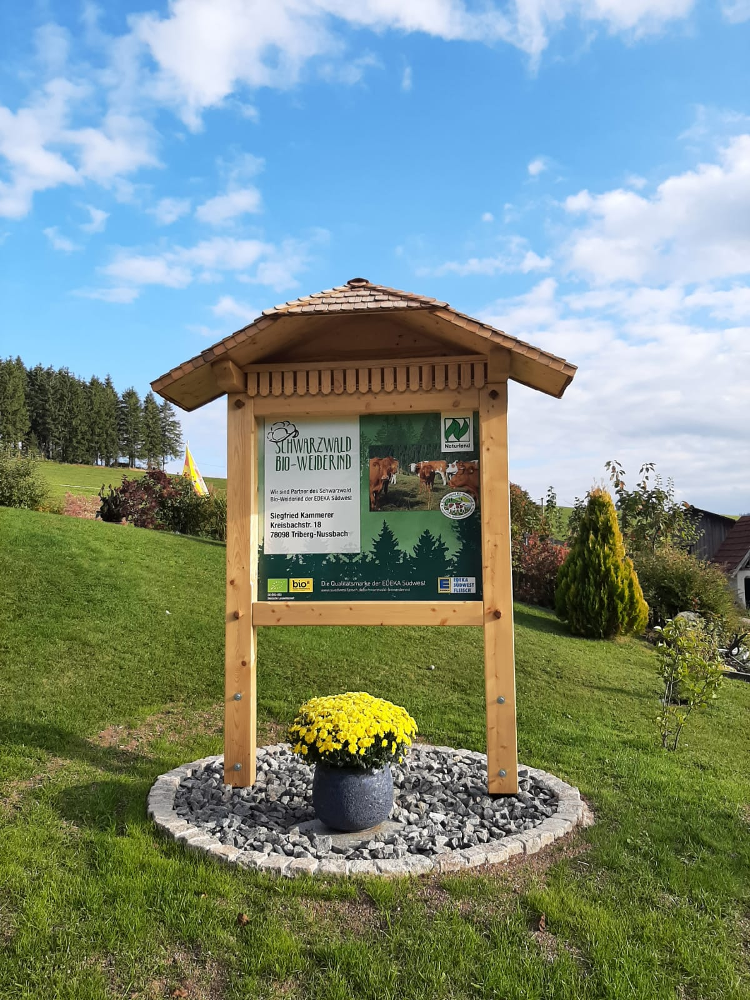 SCHWARZWALD
BIO-WEIDERIND
Wir sind Partner des Schwarzwald
Bio-Weiderind der EDEKA Südwest
Siegfried Kammerer
Kreisbachstr. 18
78098 Triberg-Nussbach
Naturland
bio
Die Qualitätsmarke der EDEKA Südwest
www.suedwestfleisch.de/schwarzwald-bioweiderind
E
EDEKA
SÜDWEST
FLEISCH